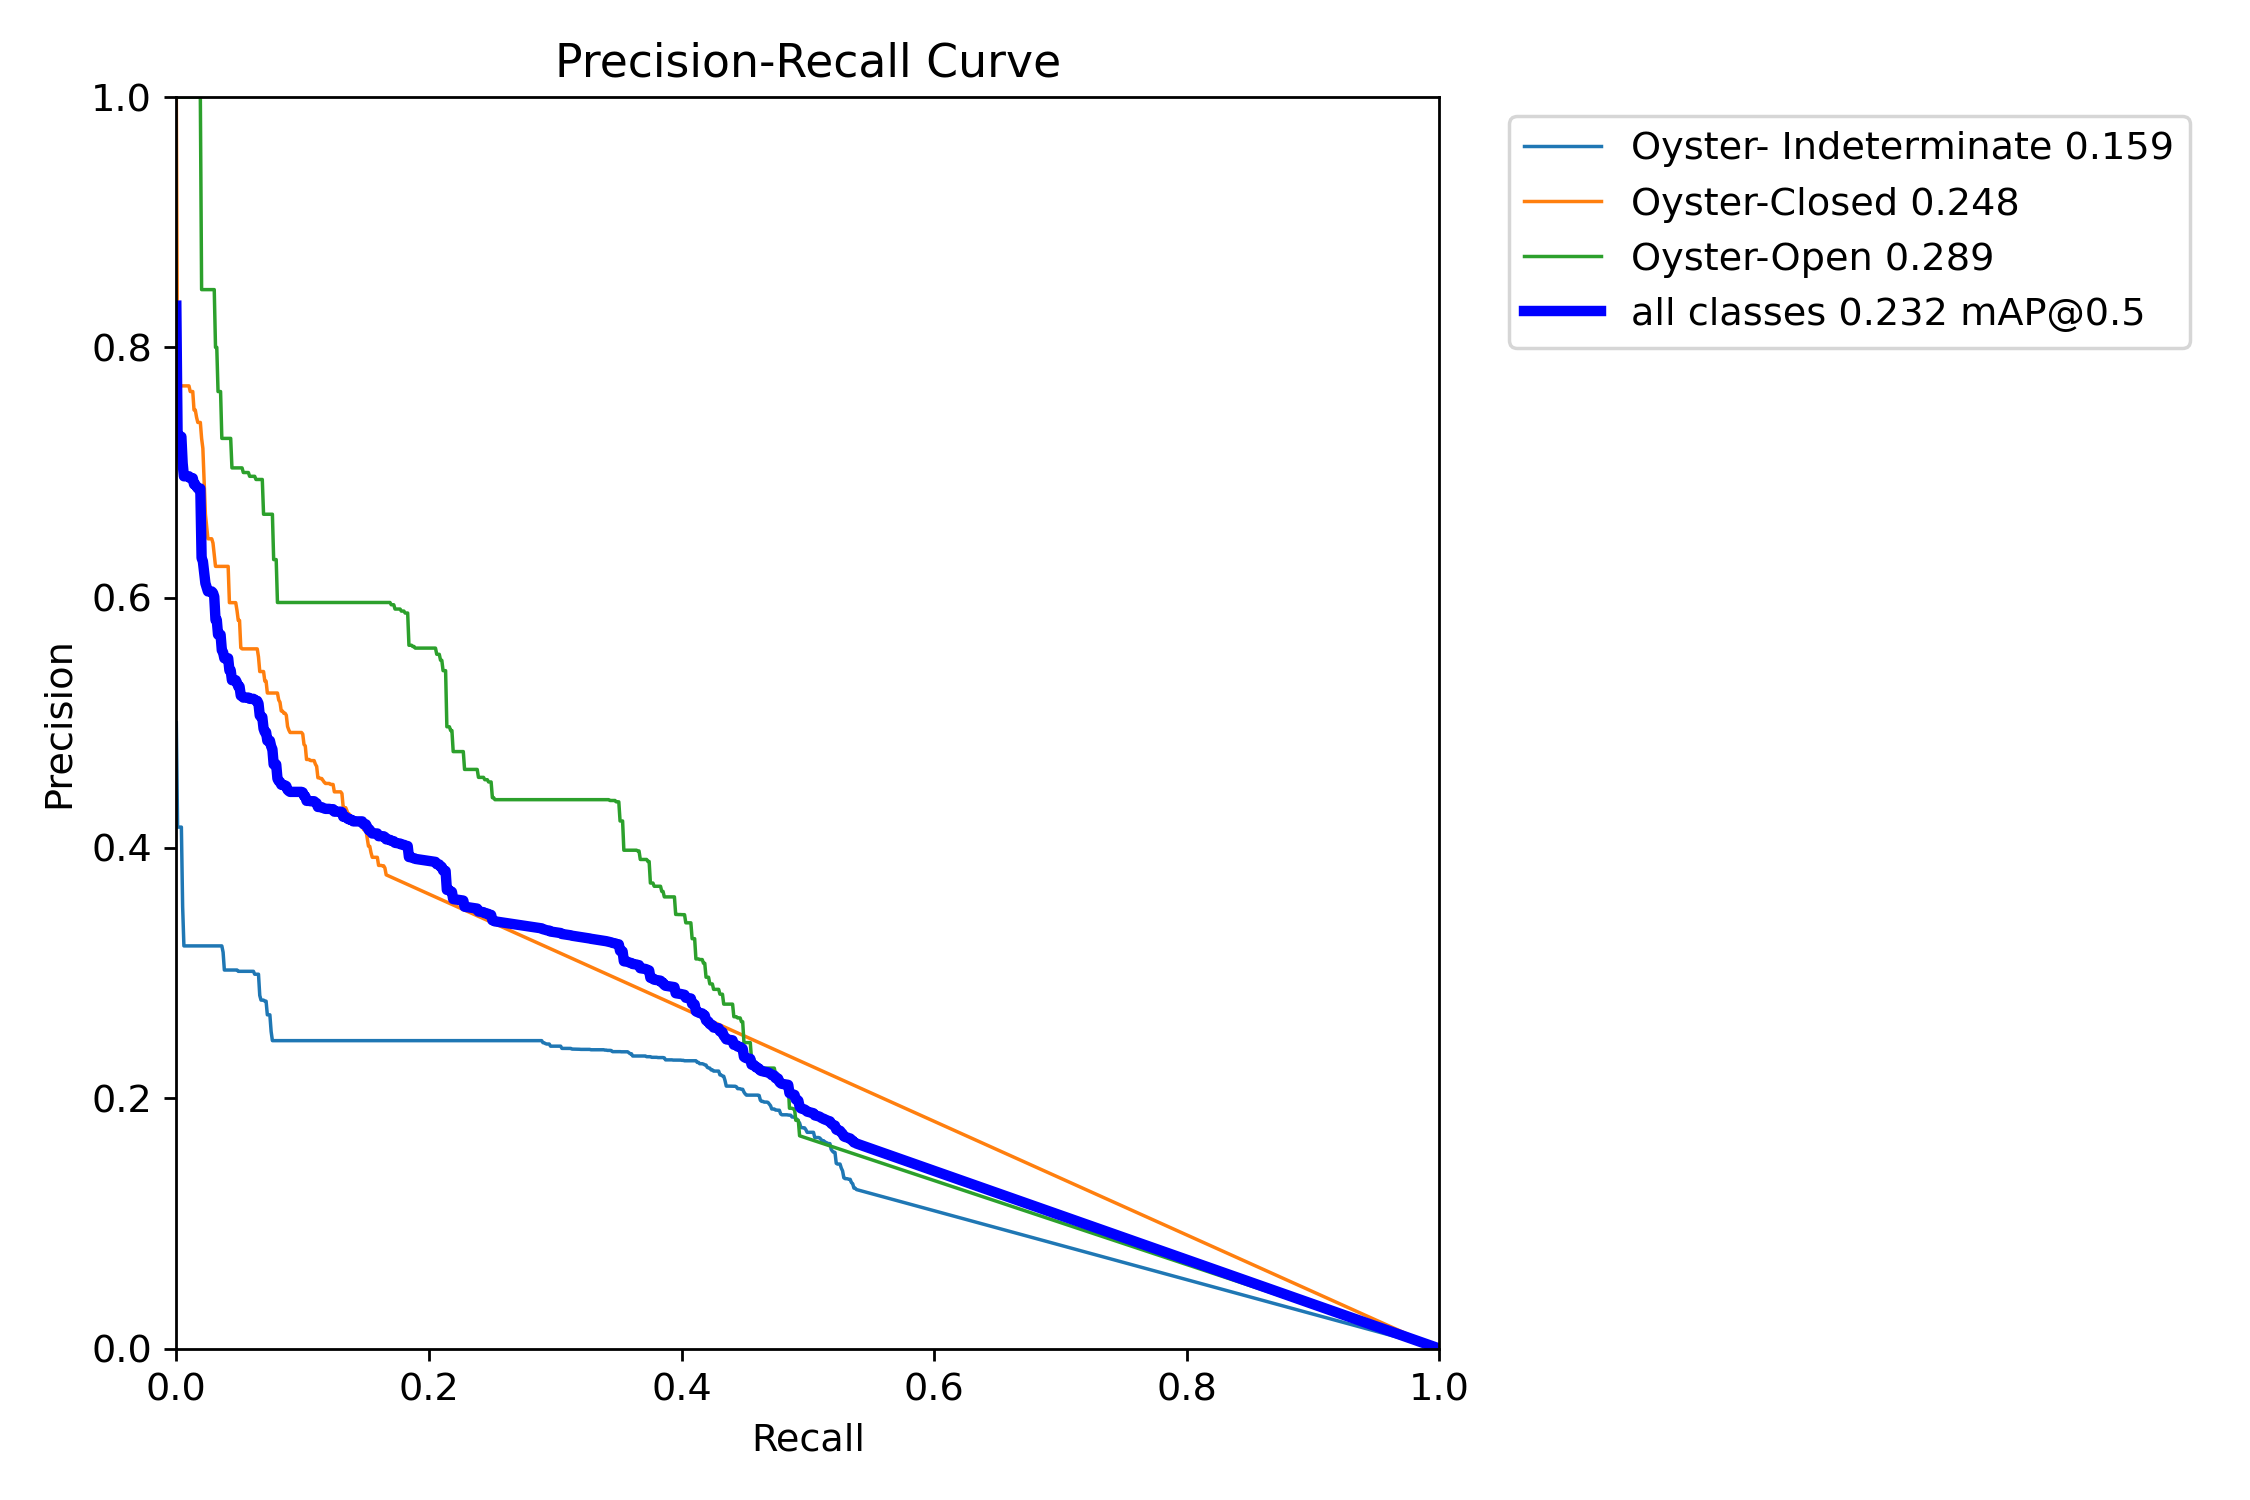 Precision-Recall Curve
1.0
0.8
0.6
0.4
0.2
0.0
Precision
0.0 0.2 0.4 0.6 0.8 1.0
Recall
Oyster- Indeterminate 0.159
Oyster-Closed 0.248
Oyster-Open 0.289
all classes 0.232 mAP@0.5